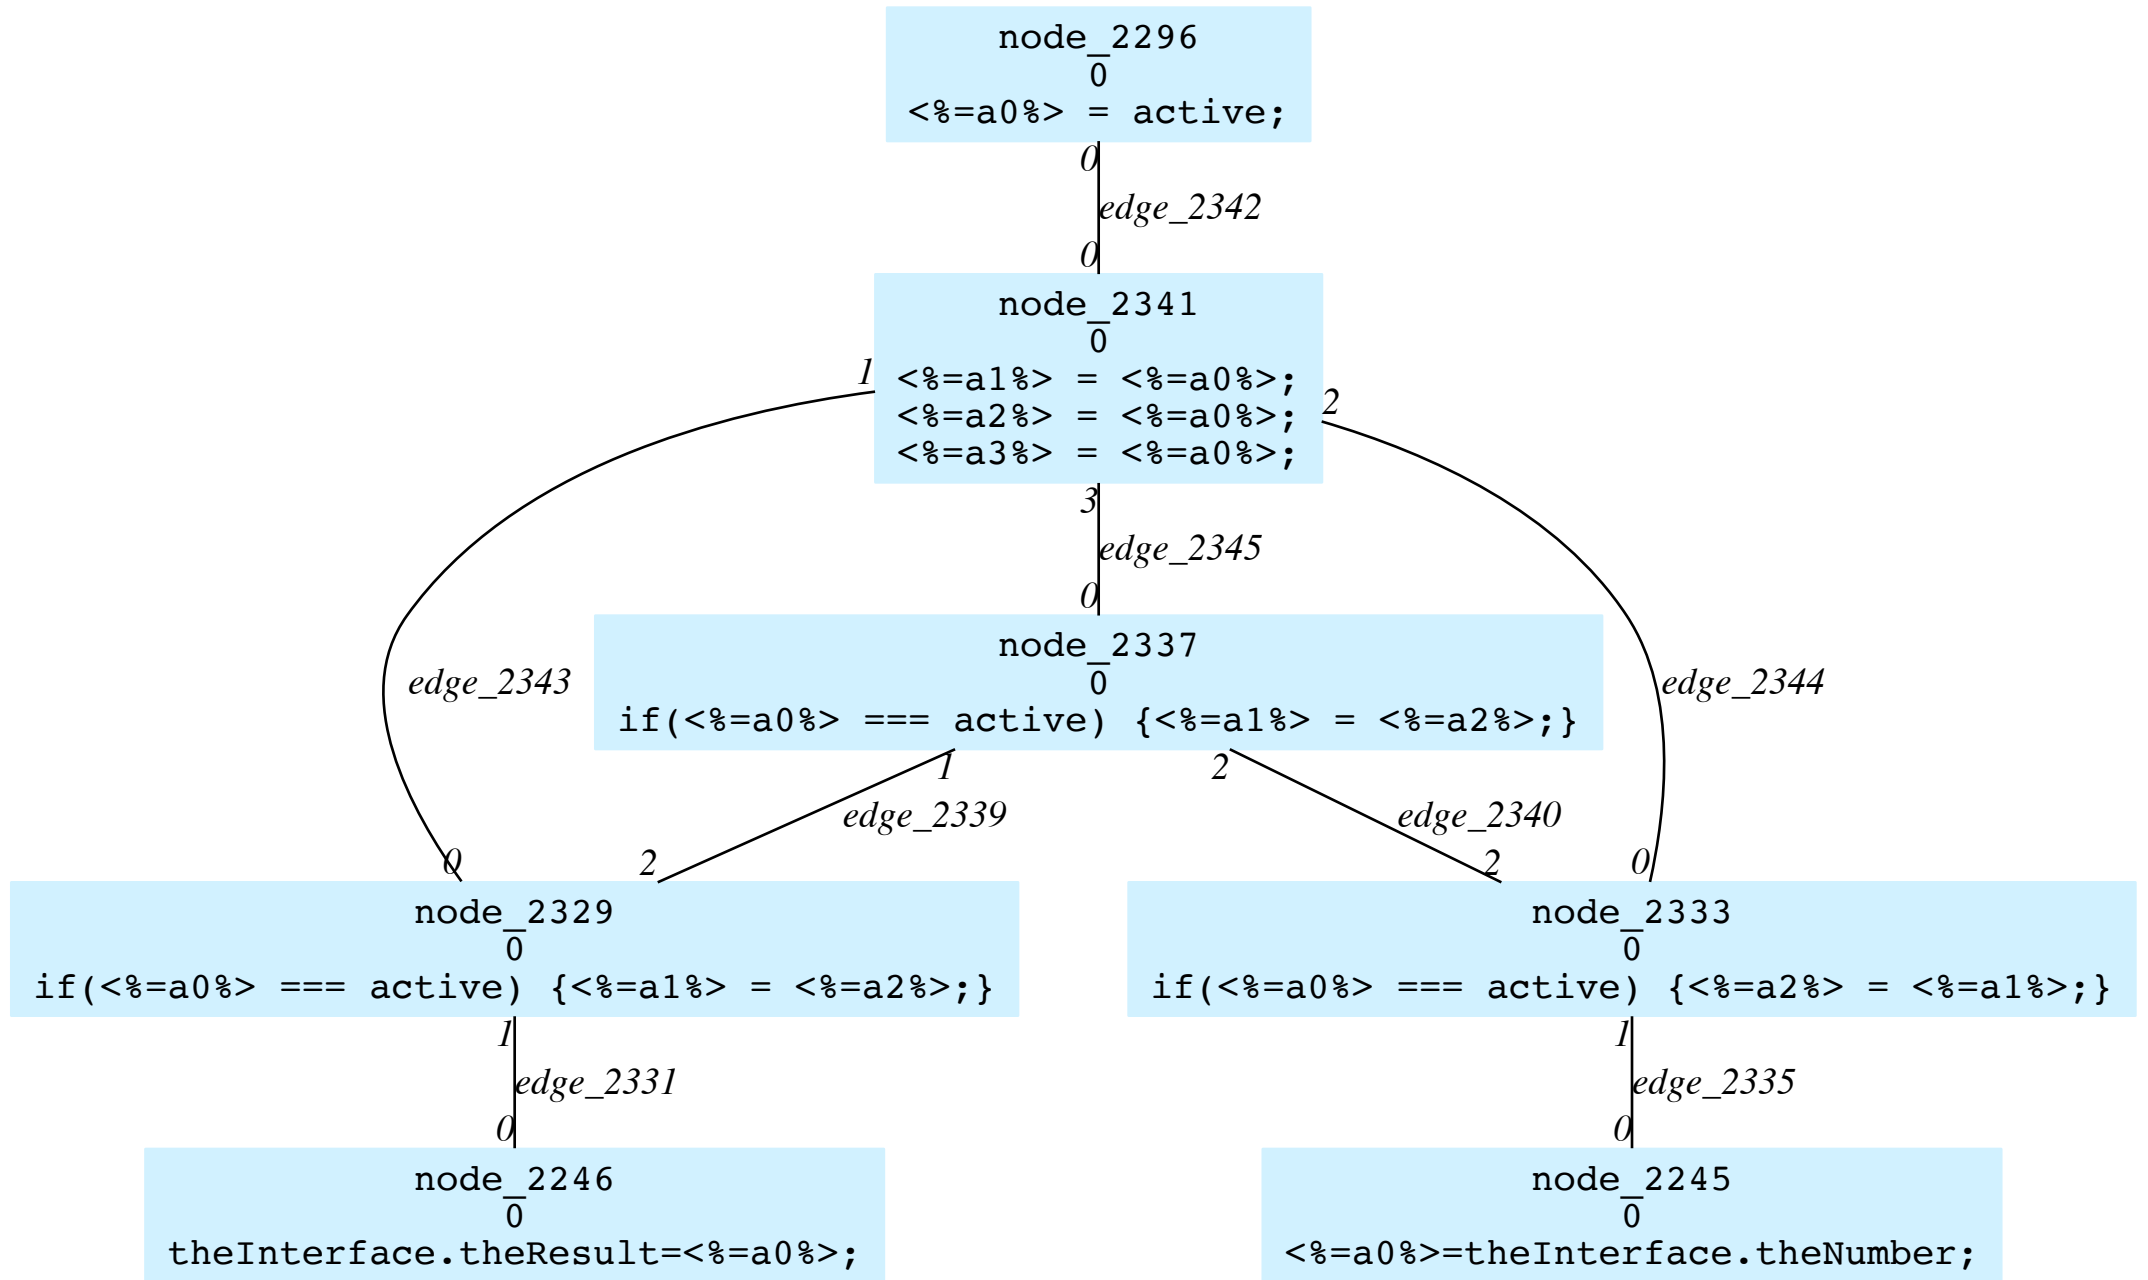 node_2296
0
<%=a0%> = active;
0
edge_2342
0
node_2341
0
<%=a1%> = <%=a0%>;
<%=a2%> = <%=a0%>;
<%=a3%> = <%=a0%>;
1
2
3
edge_2345
0
node_2337
0
if(<%=a0%> === active) {<%=a1%> = <%=a2%>;}
edge_2343
edge_2344
1
2
edge_2339
edge_2340
0
2
2
0
node_2329
0
if(<%=a0%> === active) {<%=a1%> = <%=a2%>;}
node_2333
0
if(<%=a0%> === active) {<%=a2%> = <%=a1%>;}
1
edge_2331
0
1
edge_2335
0
node_2246
0
theInterface.theResult=<%=a0%>;
node_2245
0
<%=a0%>=theInterface.theNumber;